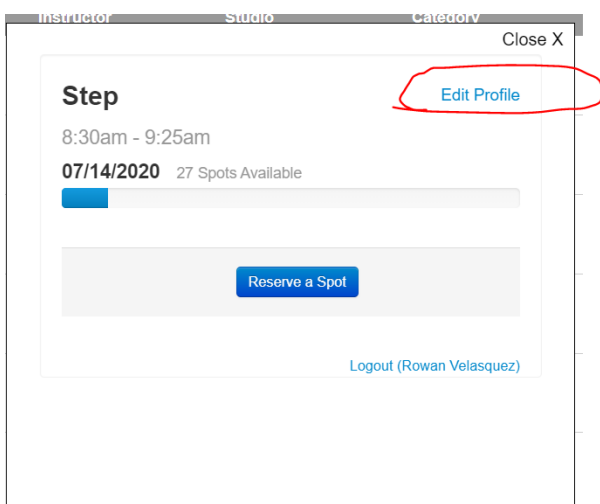 Instructor Studio Category
Close X
Step Edit Profile
8:30am - 9:25am
07/14/2020 27 Spots Available
Reserve a Spot
Logout (Rowan Velasquez)